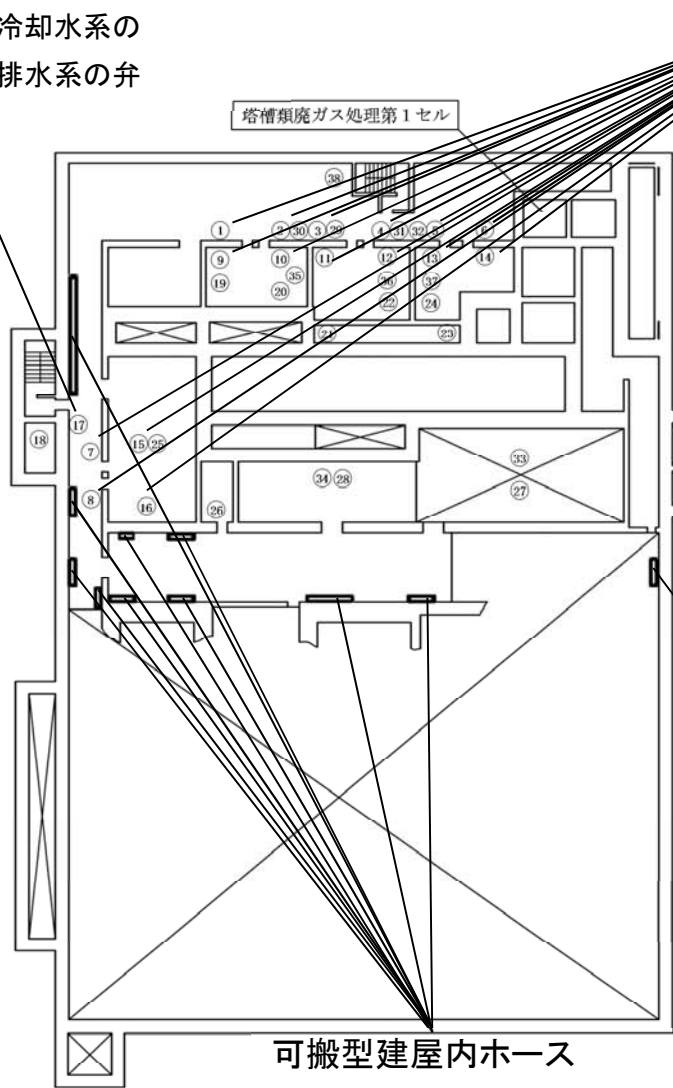 冷却水系の
排水系の弁
塔槽類廃ガス処理第1セル
㊳
① ② ㉚ ③ ㉙ ④ ㉛ ㉜ ⑤ ⑥
⑨ ⑩ ⑪ ⑫ ⑬ ⑭
⑲ ㉟ ㊱ ㊲
⑳ ㉒ ㉔
㉑ ㉓
⑰
⑱ ⑦ ⑮ ㉕
㉝
㉞ ㉘ ㉗
⑧ ⑯ ㉖
可搬型建屋内ホース